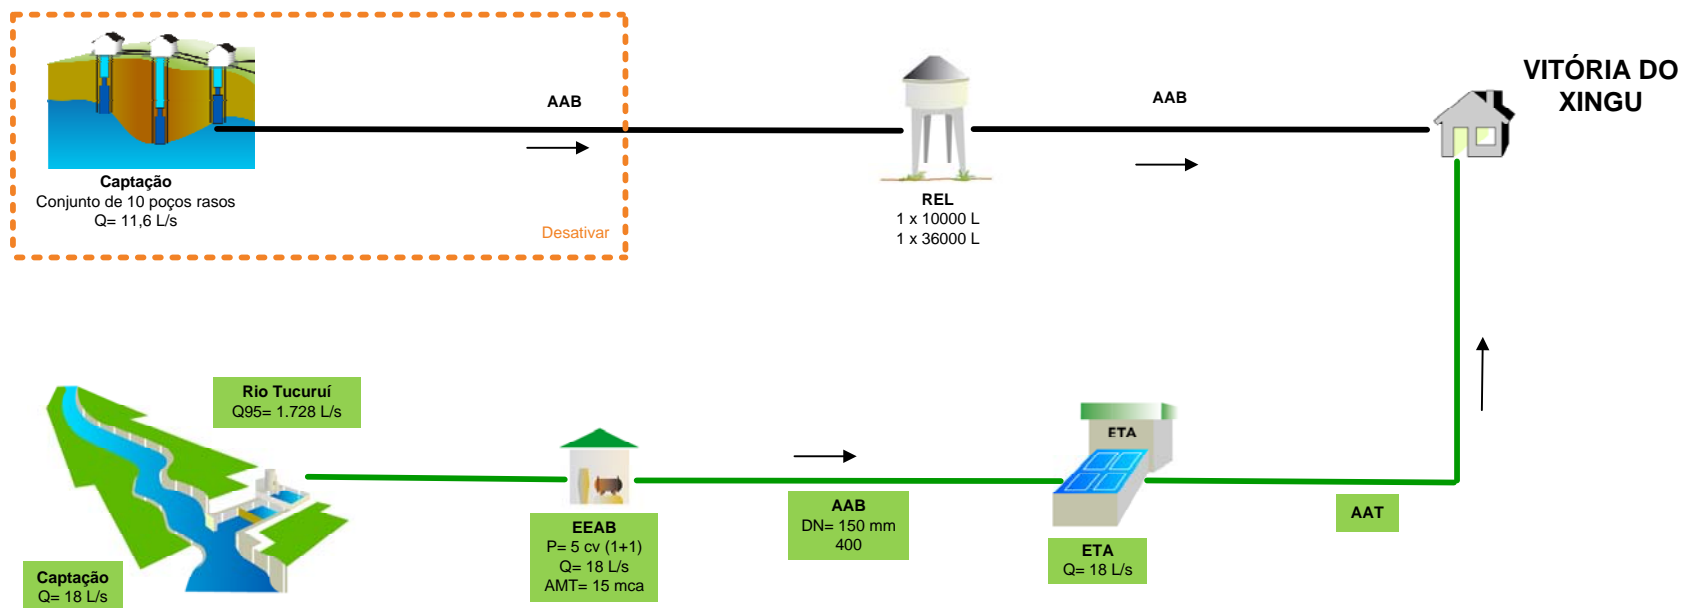 VITÓRIA DO
XINGU
AAB
AAB
Captação
Conjunto de 10 poços rasos
Q= 11,6 L/s
Desativar
REL
1 x 10000 L
1 x 36000 L
Rio Tucuruí
Q95= 1.728 L/s
ETA
EEAB
P= 5 cv (1+1)
Q= 18 L/s
AMT= 15 mca
AAB
DN= 150 mm
400
AAT
ETA
Q= 18 L/s
Captação
Q= 18 L/s